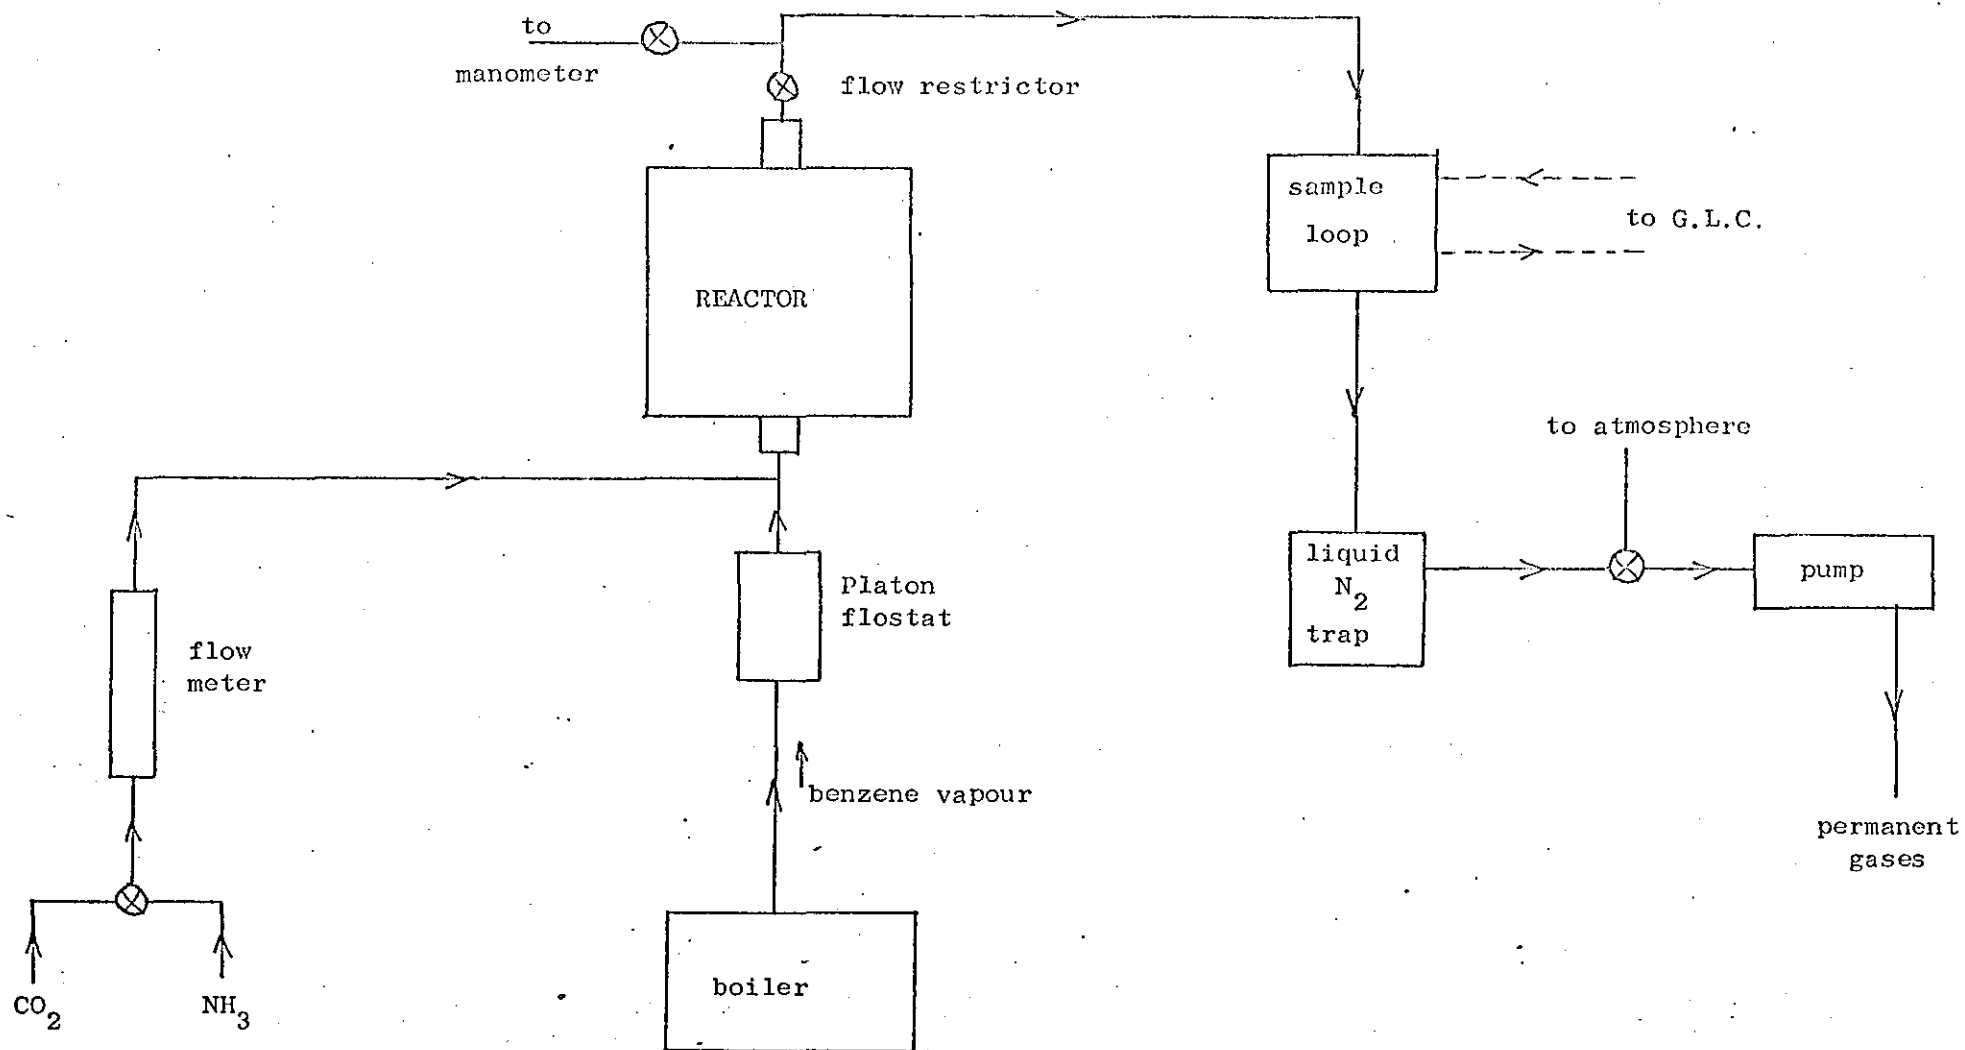 to
manometer
flow restrictor
sample
loop
to G.L.C.
REACTOR
to atmosphere
liquid
N2
trap
pump
Platon
flostat
flow
meter
benzene vapour
permanent
gases
boiler
CO2
NH3